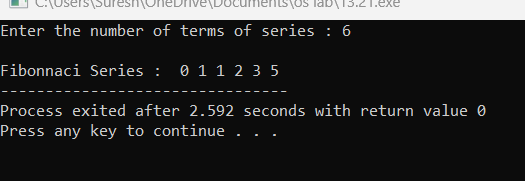 C:\Users\Suresh\OneDrive\Documents\os lab\13.21.exe
Enter the number of terms of series : 6
Fibonnaci Series :  0 1 1 2 3 5
--------------------------------
Process exited after 2.592 seconds with return value 0
Press any key to continue . . .